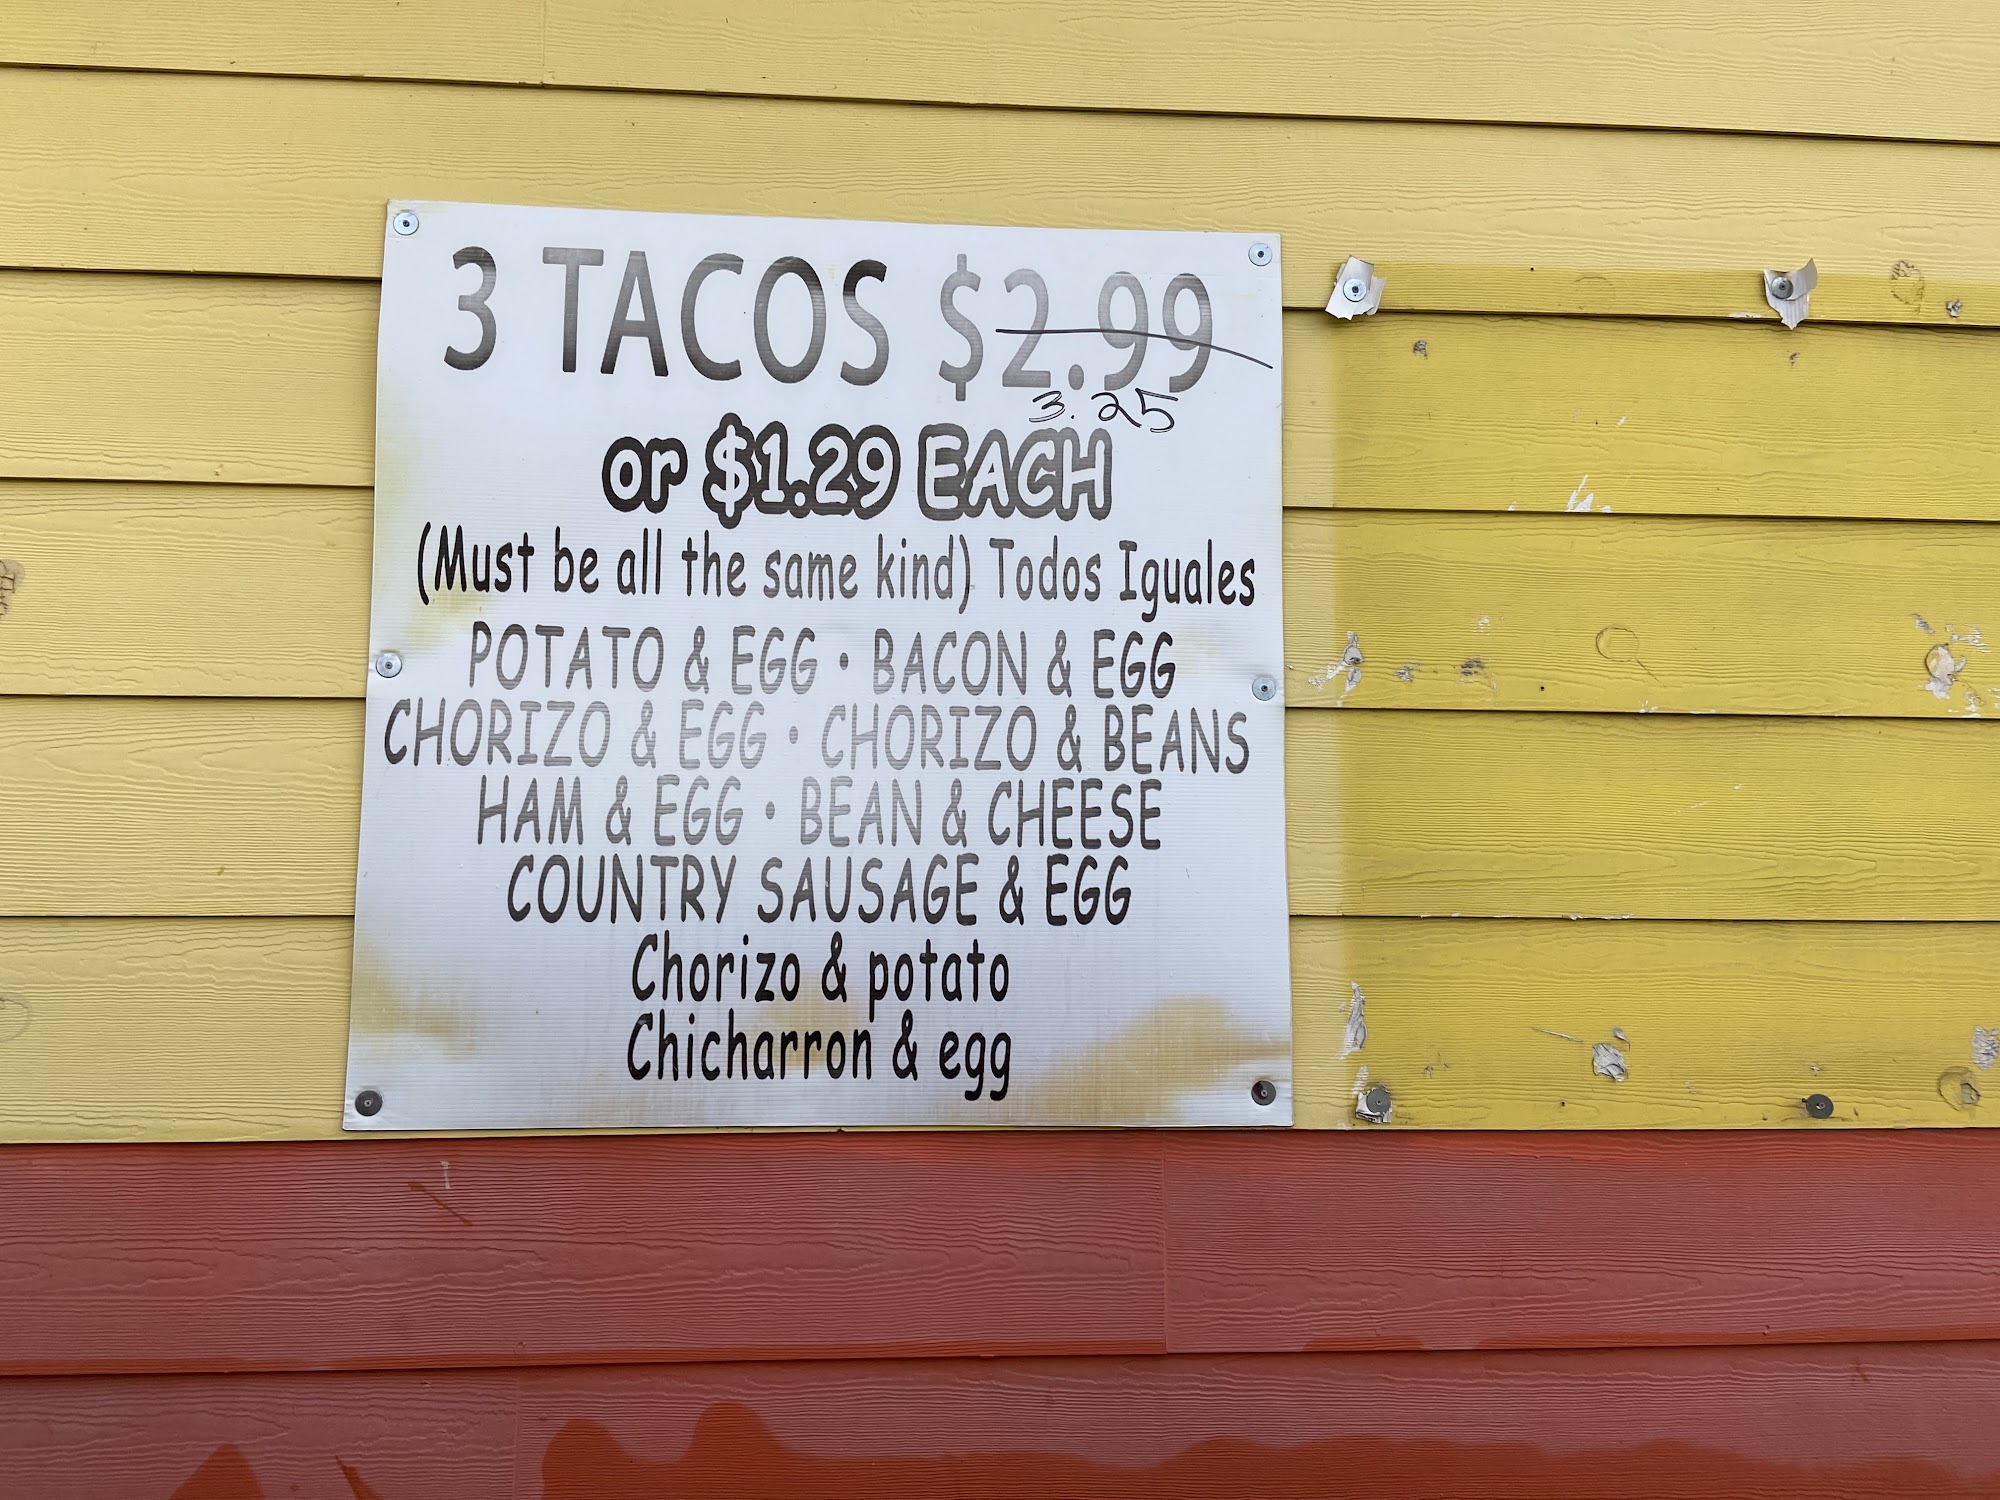 3 TACOS $2.99
3.25
or $1.29 EACH
(Must be all the same kind) Todos Iguales
POTATO & EGG • BACON & EGG
CHORIZO & EGG • CHORIZO & BEANS
HAM & EGG • BEAN & CHEESE
COUNTRY SAUSAGE & EGG
Chorizo & potato
Chicharron & egg